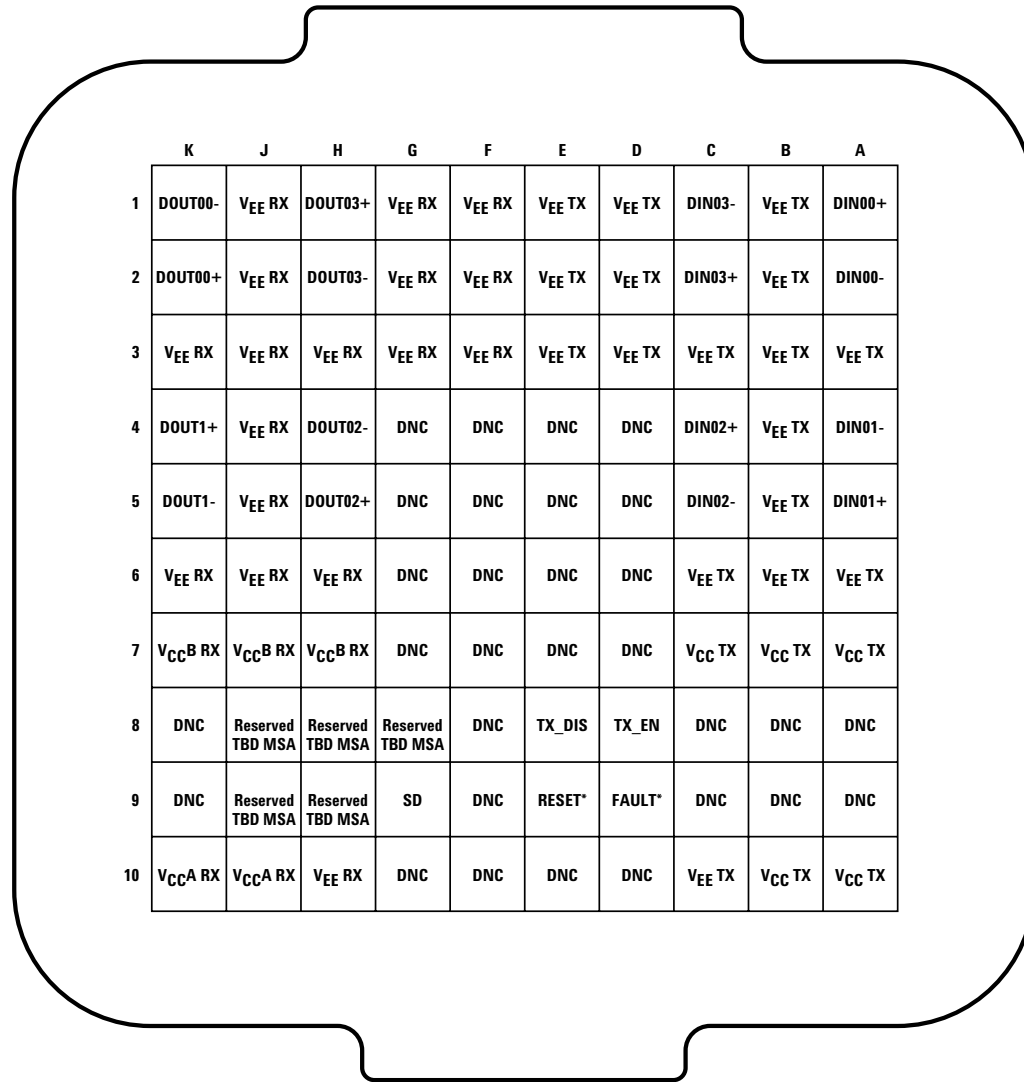 K J H G F E D C B A
1 DOUT00- VEE RX DOUT03+ VEE RX VEE RX VEE TX VEE TX DIN03- VEE TX DIN00+
2 DOUT00+ VEE RX DOUT03- VEE RX VEE RX VEE TX VEE TX DIN03+ VEE TX DIN00-
3 VEE RX VEE RX VEE RX VEE RX VEE RX VEE TX VEE TX VEE TX VEE TX VEE TX
4 DOUT1+ VEE RX DOUT02- DNC DNC DNC DNC DIN02+ VEE TX DIN01-
5 DOUT1- VEE RX DOUT02+ DNC DNC DNC DNC DIN02- VEE TX DIN01+
6 VEE RX VEE RX VEE RX DNC DNC DNC DNC VEE TX VEE TX VEE TX
7 VCCB RX VCCB RX VCCB RX DNC DNC DNC DNC VCC TX VCC TX VCC TX
8 DNC Reserved Reserved Reserved DNC TX_DIS TX_EN DNC DNC DNC
TBD MSA TBD MSA TBD MSA
9 DNC Reserved Reserved SD DNC RESET* FAULT* DNC DNC DNC
TBD MSA TBD MSA
10 VCCA RX VCCA RX VEE RX DNC DNC DNC DNC VEE TX VCC TX VCC TX